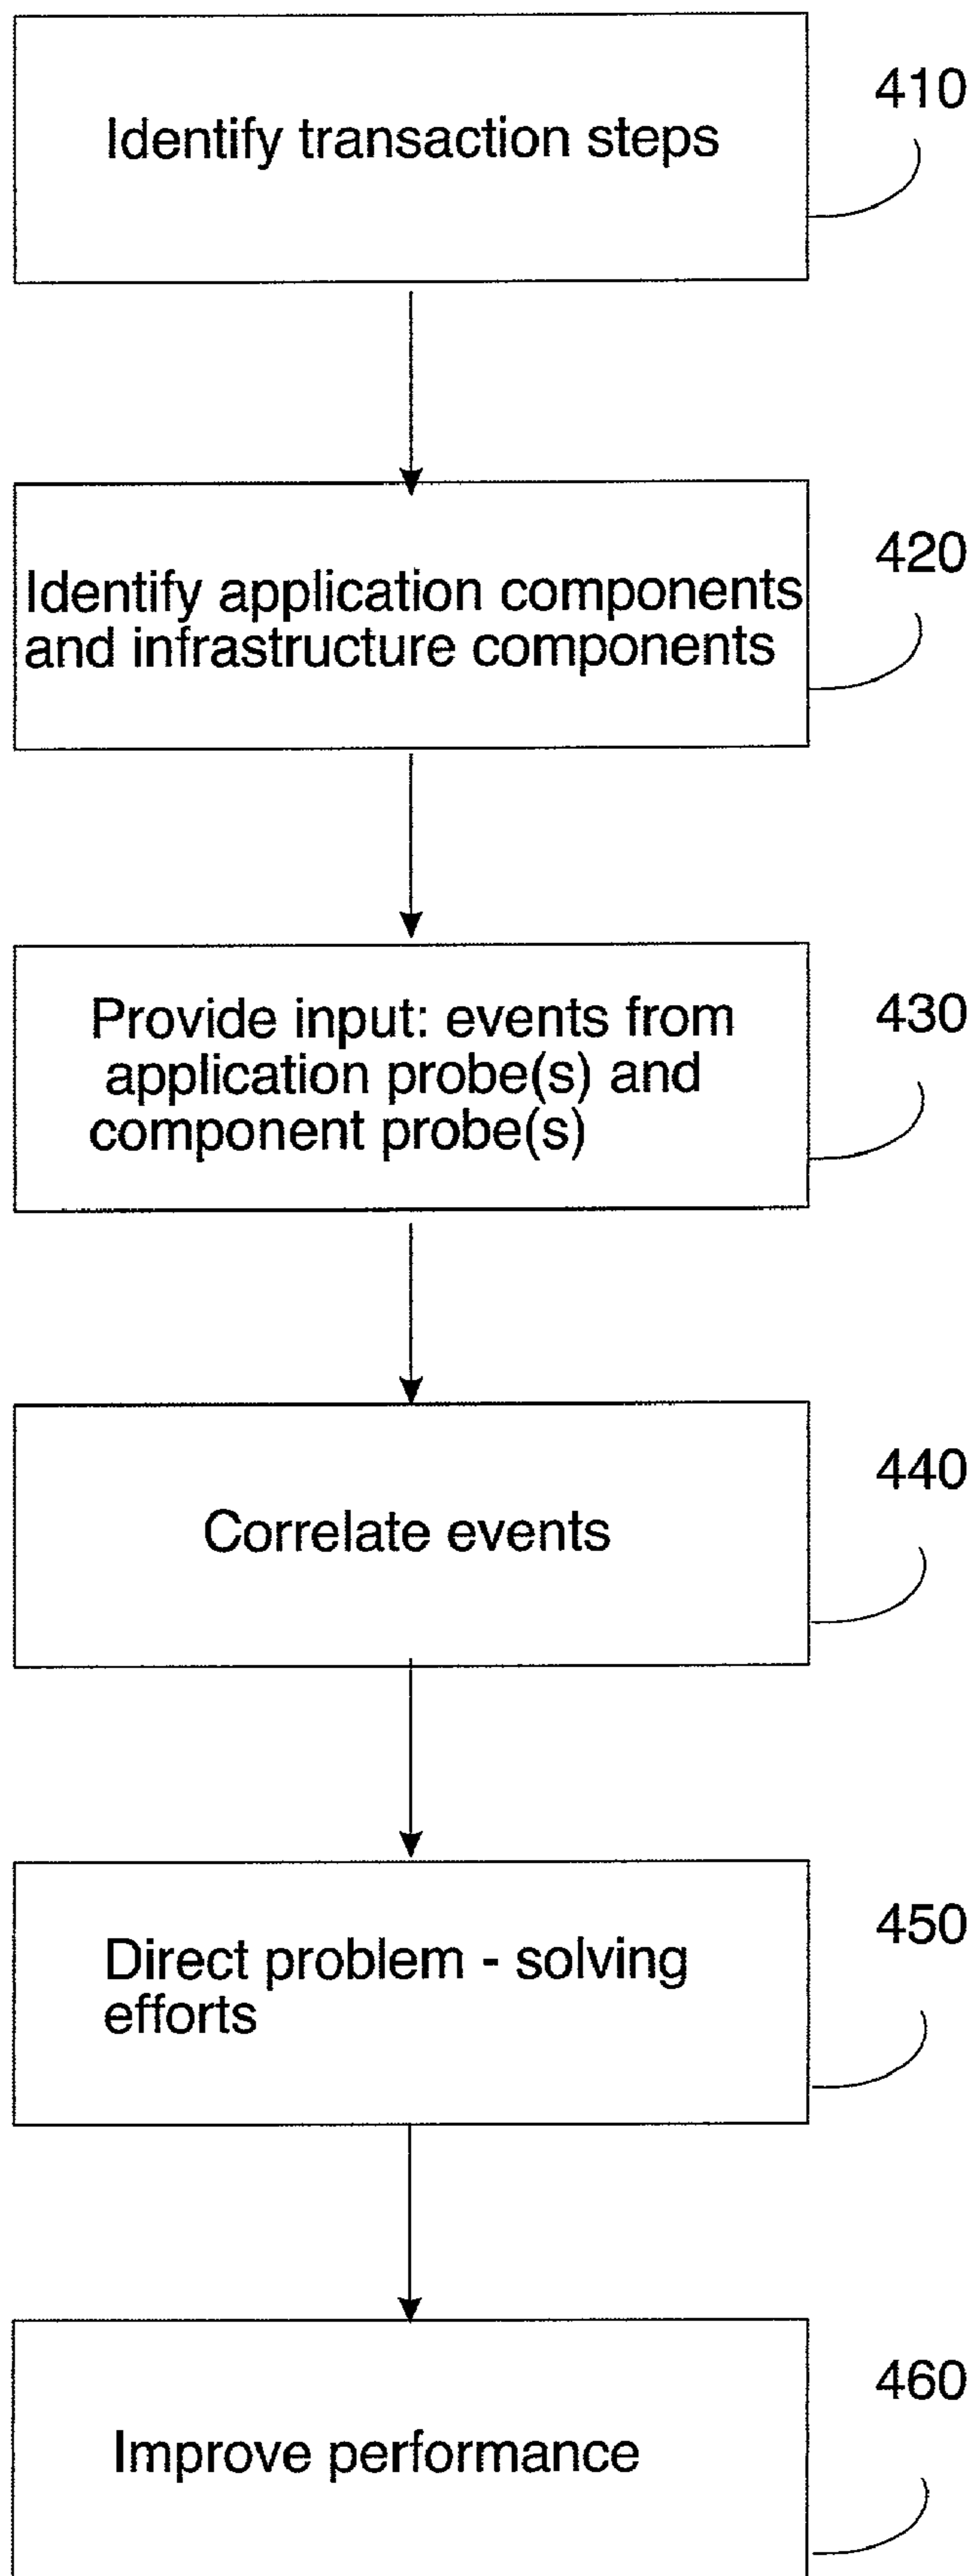 410
Identify transaction steps
420
Identify application components
and infrastructure components
430
Provide input: events from
application probe(s) and
component probe(s)
440
Correlate events
450
Direct problem - solving
efforts
460
Improve performance